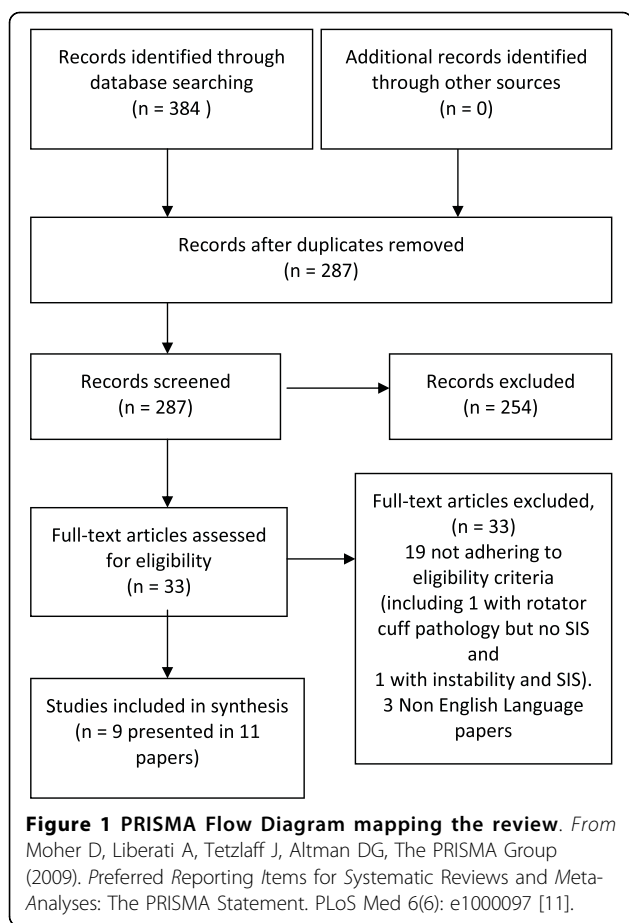 Records identified through
database searching
(n = 384 )
Additional records identified
through other sources
(n = 0)
Records after duplicates removed
(n = 287)
Records screened
(n = 287)
Records excluded
(n = 254)
Full-text articles assessed
for eligibility
(n = 33)
Full-text articles excluded,
(n = 33)
19 not adhering to
eligibility criteria
(including 1 with rotator
cuff pathology but no SIS
and
1 with instability and SIS).
3 Non English Language
papers
Studies included in synthesis
(n = 9 presented in 11
papers)
Figure 1 PRISMA Flow Diagram mapping the review. From
Moher D, Liberati A, Tetzlaff J, Altman DG, The PRISMA Group
(2009). Preferred Reporting Items for Systematic Reviews and Meta-
Analyses: The PRISMA Statement. PLoS Med 6(6): e1000097 [11].